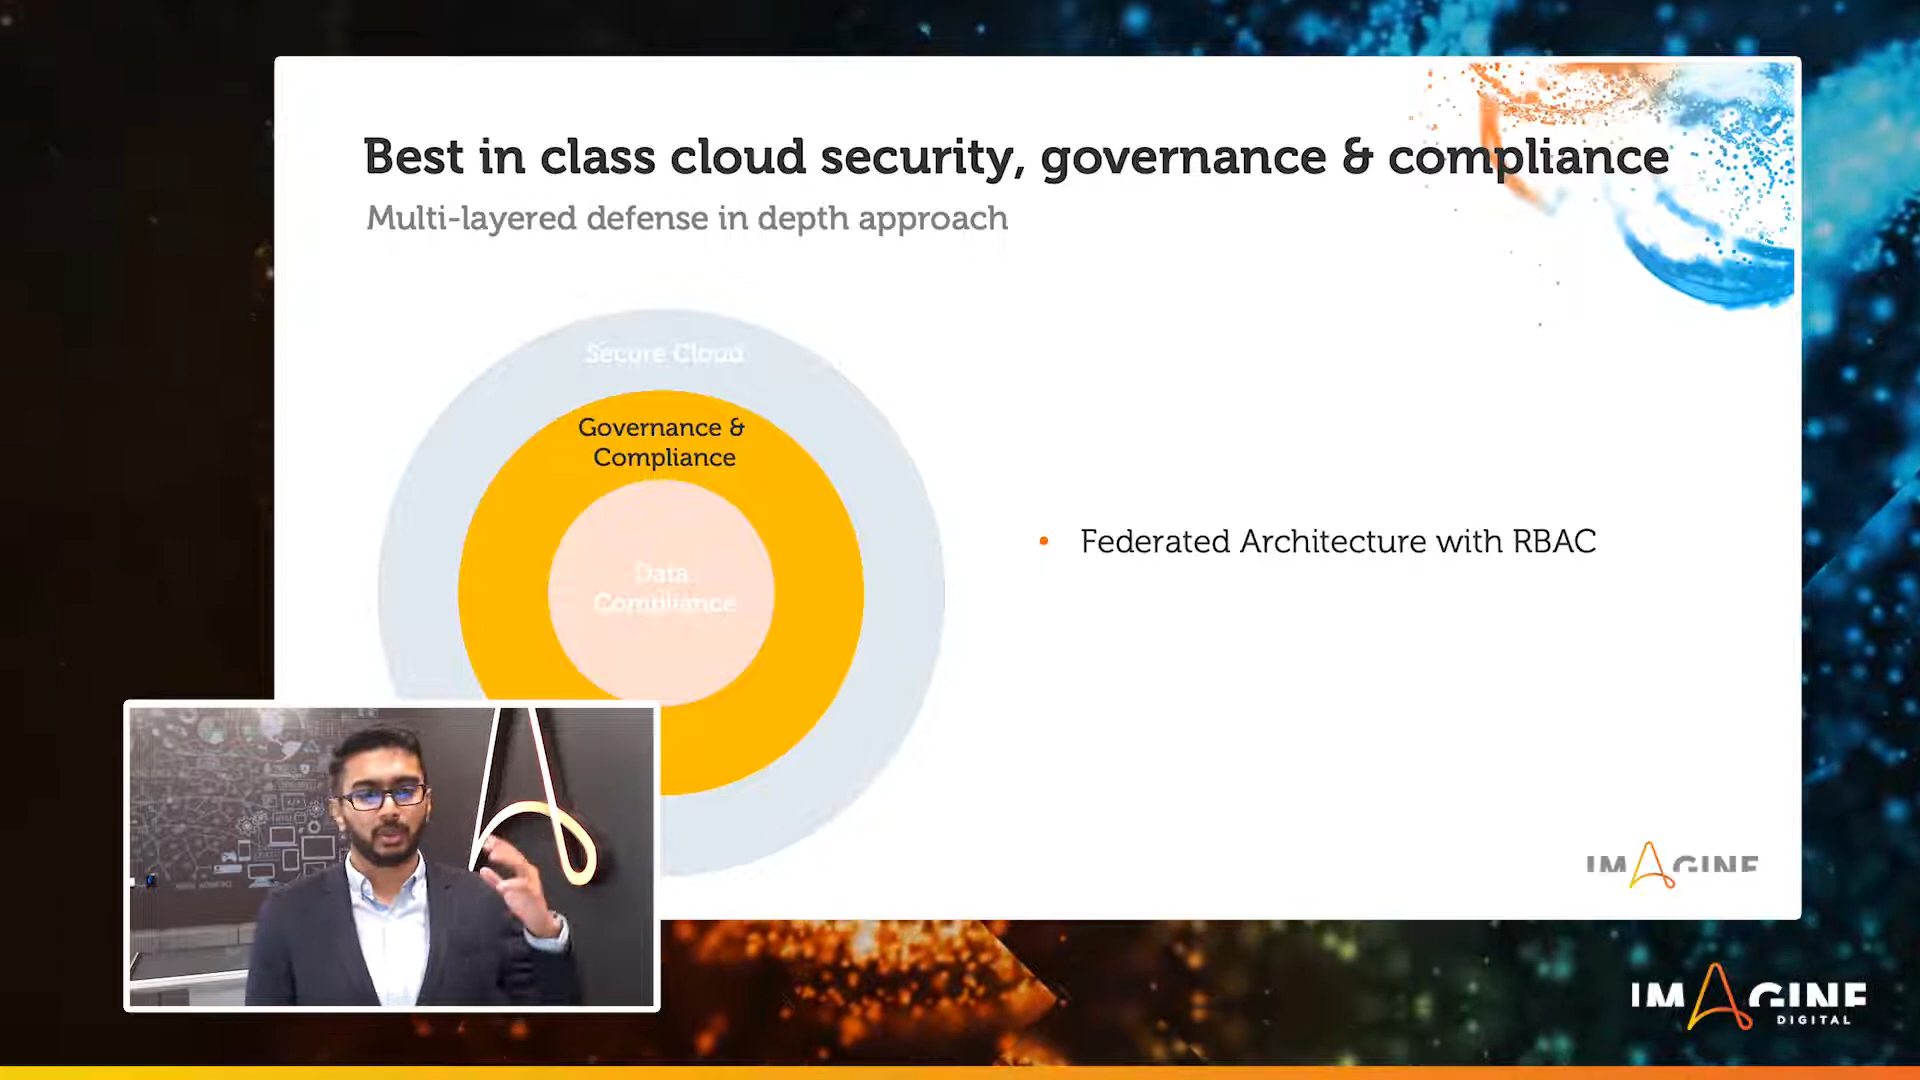 Best in class cloud security, governance & compliance
Multi-layered defense in depth approach
Secure Cloud
Governance &
Compliance
Data
Compliance
• Federated Architecture with RBAC
IMAGINE
IMAGINE
DIGITAL